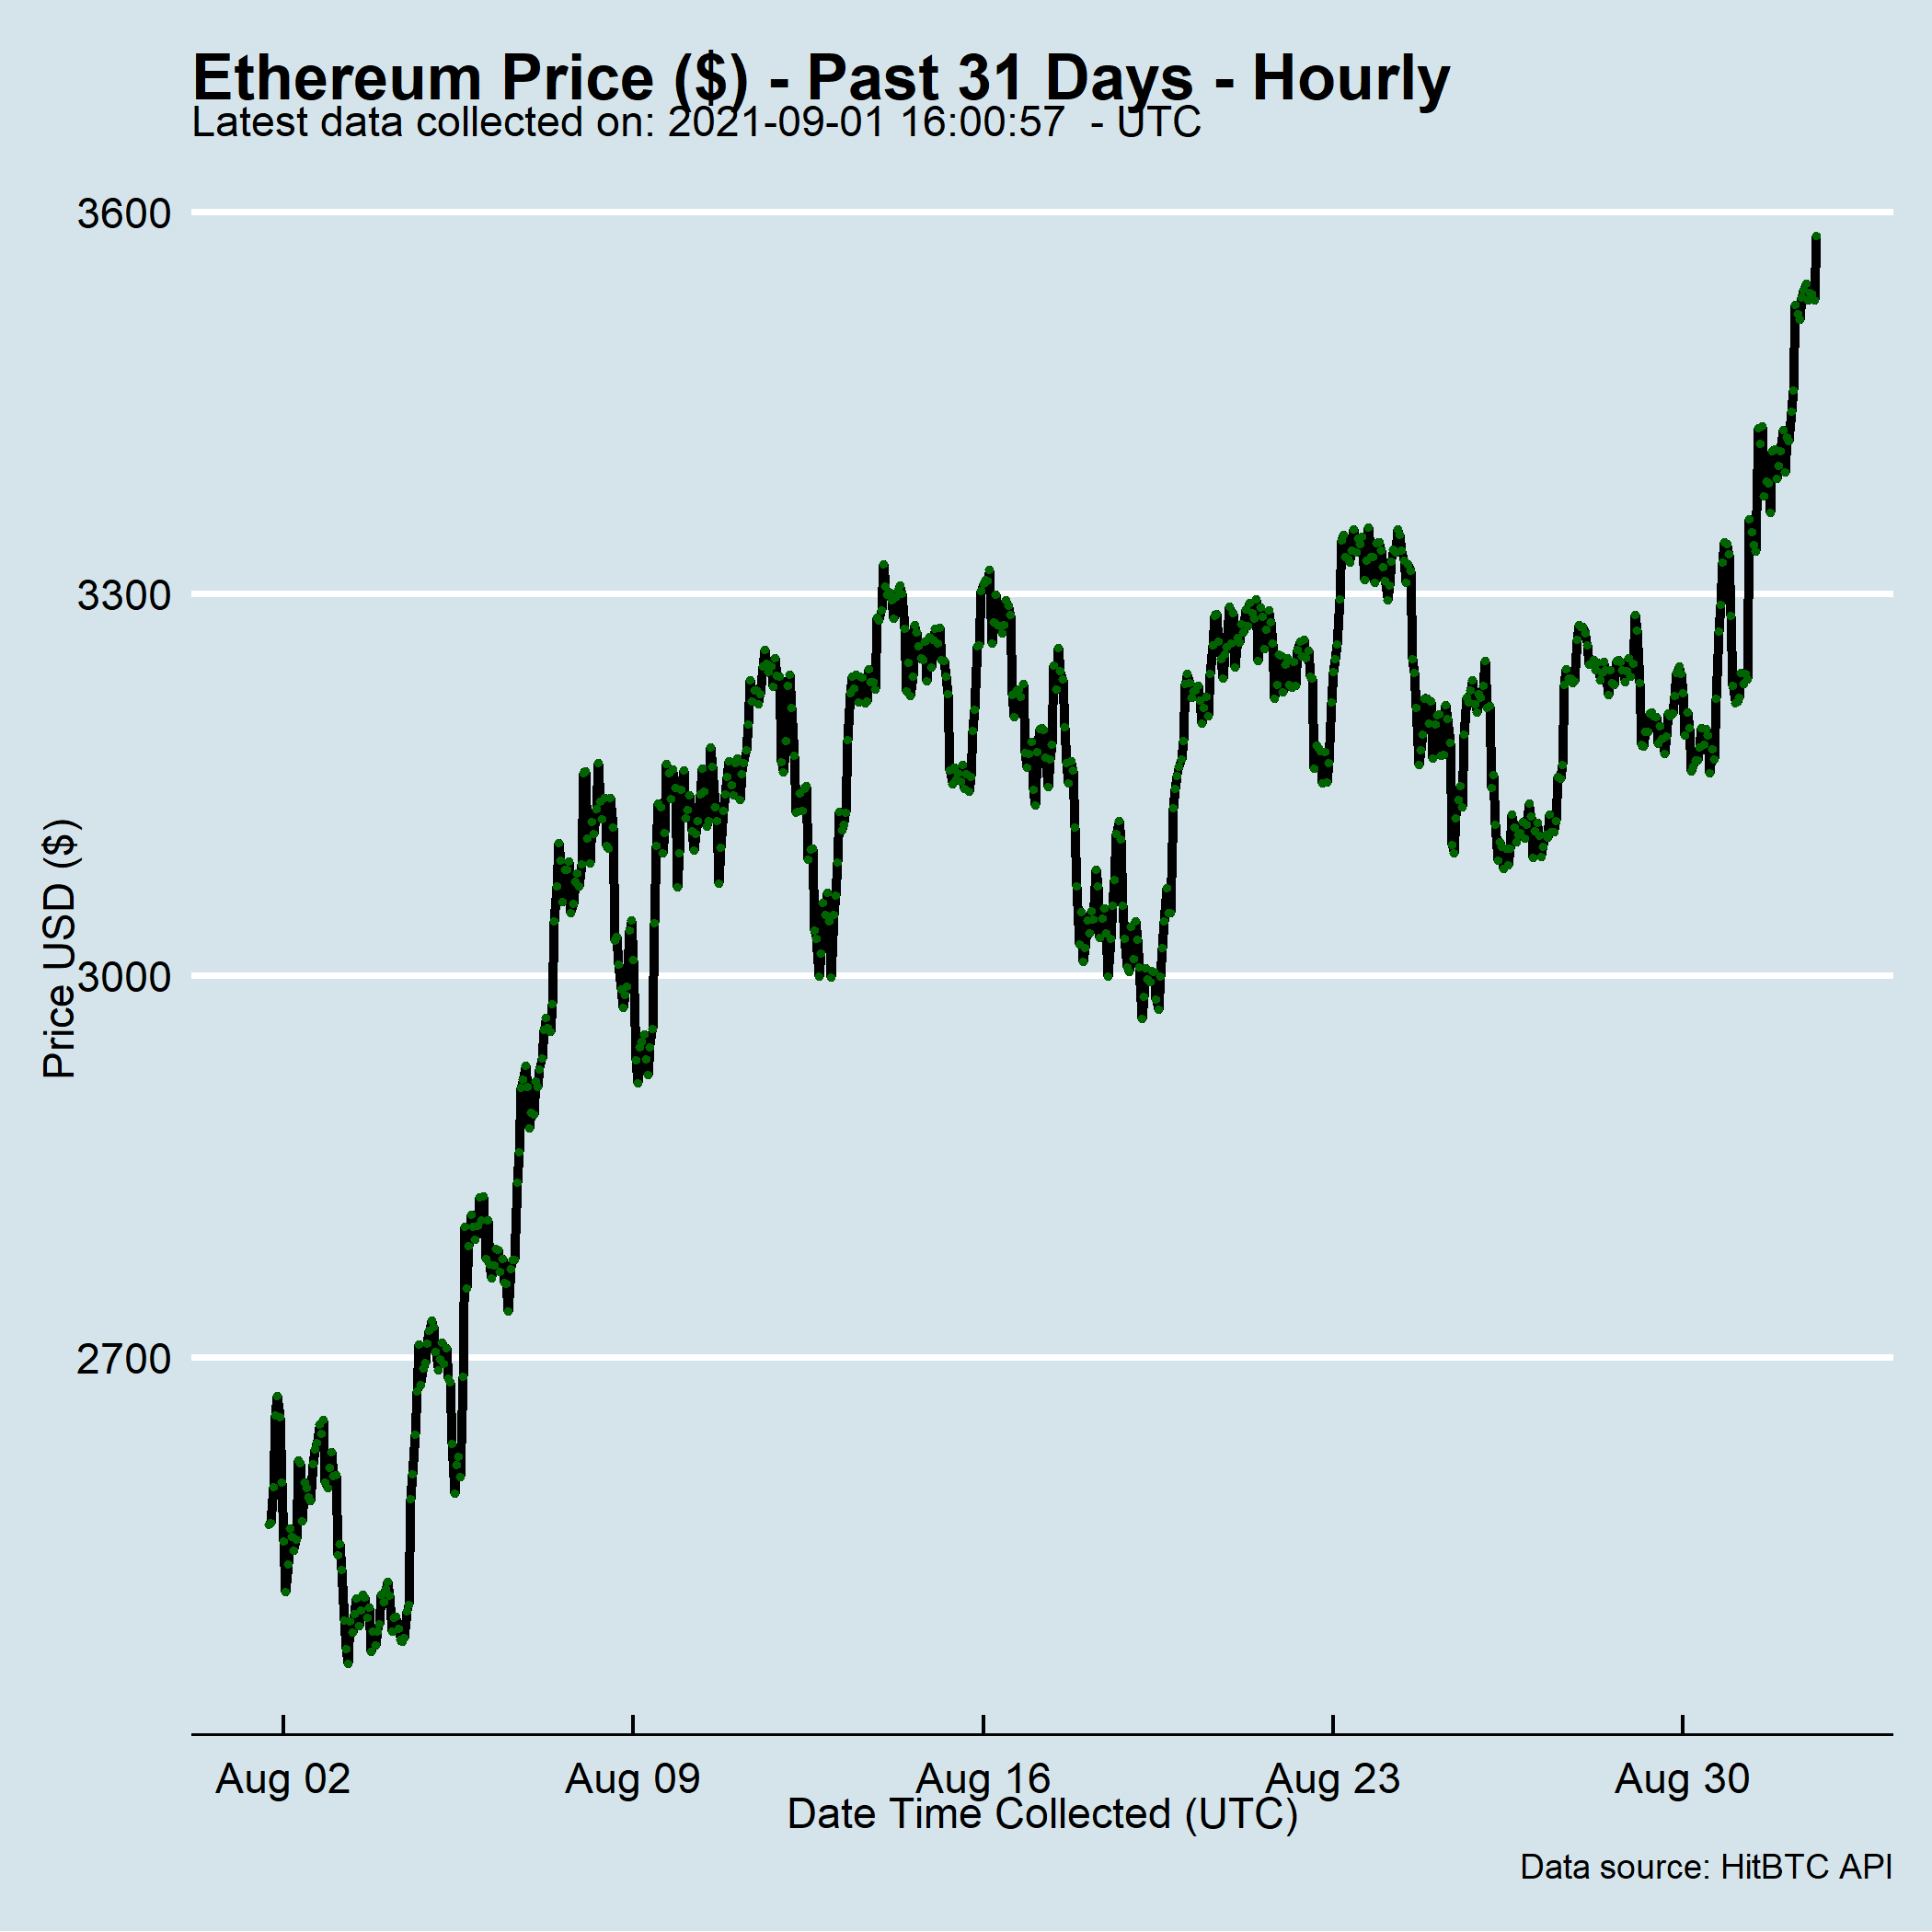 Ethereum Price ($) - Past 31 Days - Hourly
Latest data collected on: 2021-09-01 16:00:57  - UTC
3600
3300
3000
2700
Price USD ($)
Aug 02
Aug 09
Aug 16
Aug 23
Aug 30
Date Time Collected (UTC)
Data source: HitBTC API